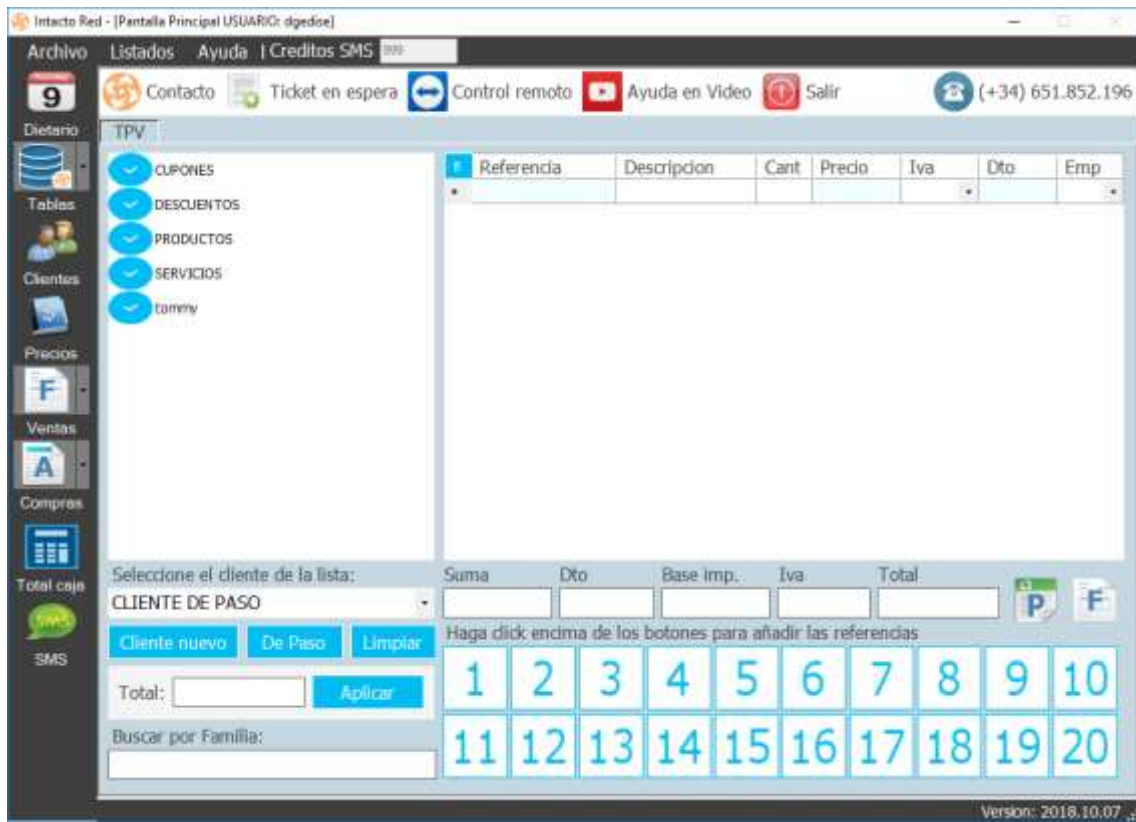 Intacto Red - [Pantalla Principal USUARIO: dgedise]
Archivo Listados Ayuda | Creditos SMS 999
9 Contacto Ticket en espera Control remoto Ayuda en Video Salir (+34) 651.852.196
Dietario
TPV
Tablas
Clientes
Precios
F
Ventas
A
Compras
Total caja
SMS
SMS
CUPONES
DESCUENTOS
PRODUCTOS
SERVICIOS
tommy
Referencia Descripcion Cant Precio Iva Dto Emp
Seleccione el cliente de la lista:
CLIENTE DE PASO
Cliente nuevo De Paso Limpiar
Total: Aplicar
Buscar por Familia:
Suma Dto Base imp. Iva Total
P F
Haga click encima de los botones para añadir las referencias
1 2 3 4 5 6 7 8 9 10
11 12 13 14 15 16 17 18 19 20
Version: 2018.10.07